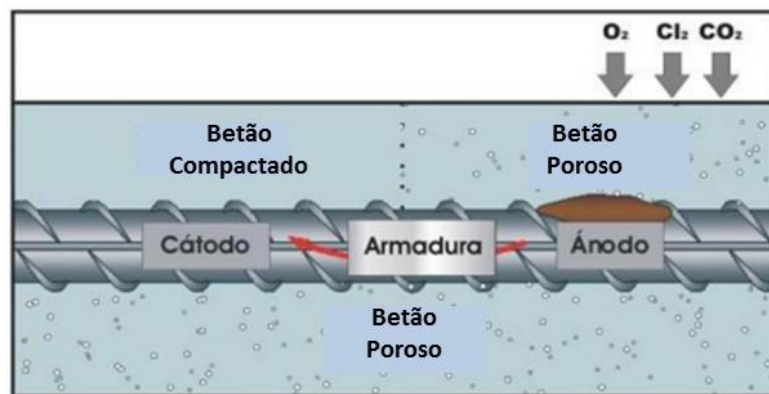 O₂ Cl₂ CO₂
Betão
Compactado
Betão
Poroso
Cátodo
Armadura
Ánodo
Betão
Poroso